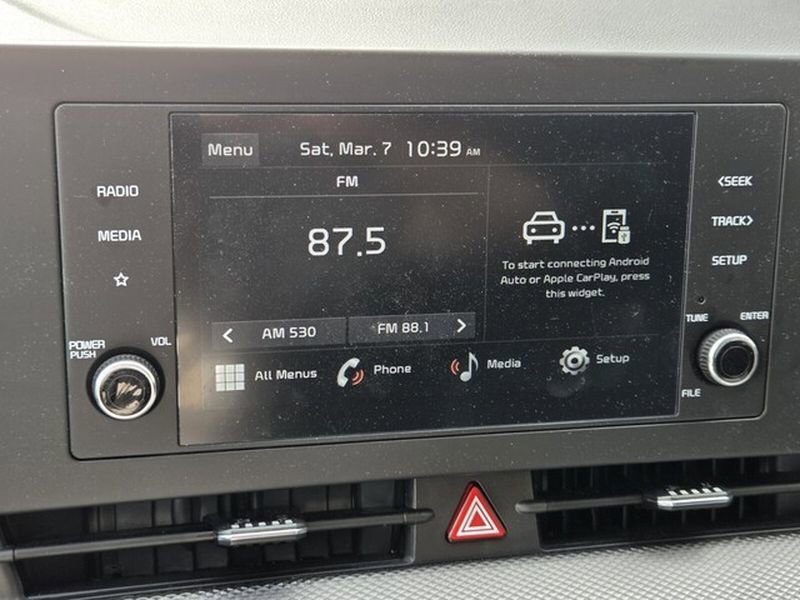 Menu
Sat, Mar. 7 10:39 AM
FM
87.5
AM 530
FM 88.1
To start connecting Android
Auto or Apple CarPlay, press
this widget.
All Menus
Phone
Media
Setup
RADIO
MEDIA
POWER
PUSH
VOL
<SEEK
TRACK>
SETUP
TUNE
ENTER
FILE